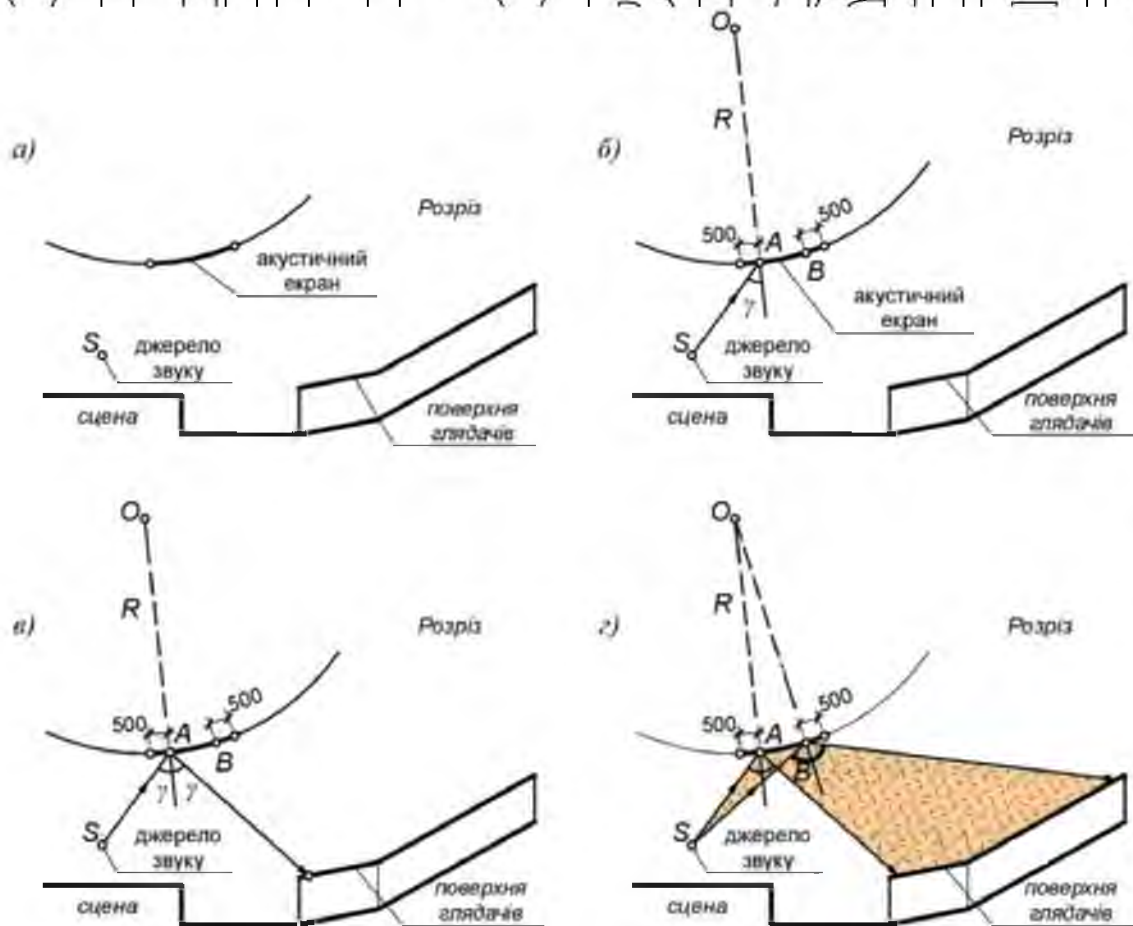 а)
Розріз
акустичний
екран
S
джерело
звуку
сцена
поверхня
глядачів
б)
O
R
Розріз
500
A
500
B
γ
акустичний
екран
S
джерело
звуку
сцена
поверхня
глядачів
в)
O
R
Розріз
500
A
500
B
γ γ
S
джерело
звуку
сцена
поверхня
глядачів
г)
O
R
Розріз
500
A
500
B
S
джерело
звуку
сцена
поверхня
глядачів